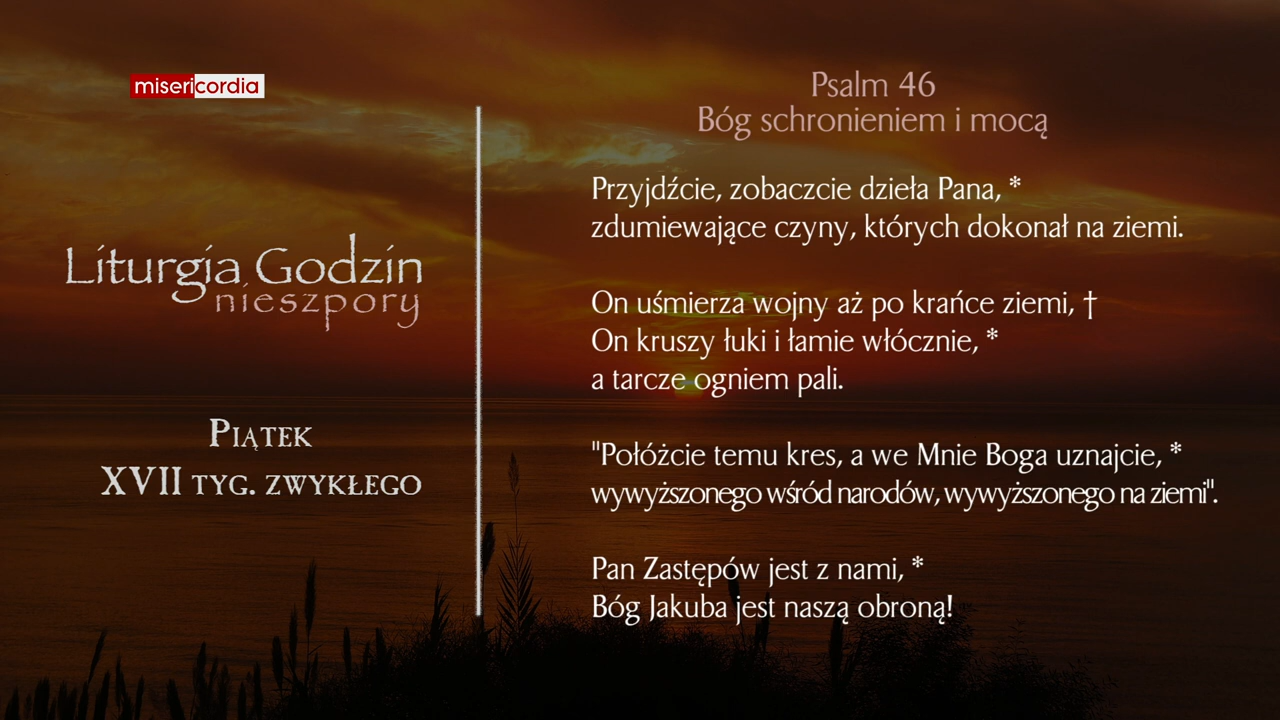 misericordia
Liturgia Godzin
nieszpory
Piątek
XVII tyg. zwykłego
Psalm 46
Bóg schronieniem i mocą
Przyjdźcie, zobaczcie dzieła Pana, *
zdumiewające czyny, których dokonał na ziemi.
On uśmierza wojny aż po krańce ziemi, †
On kruszy łuki i łamie włócznie, *
a tarcze ogniem pali.
"Połóżcie temu kres, a we Mnie Boga uznajcie, *
wywyższonego wśród narodów, wywyższonego na ziemi".
Pan Zastępów jest z nami, *
Bóg Jakuba jest naszą obroną!